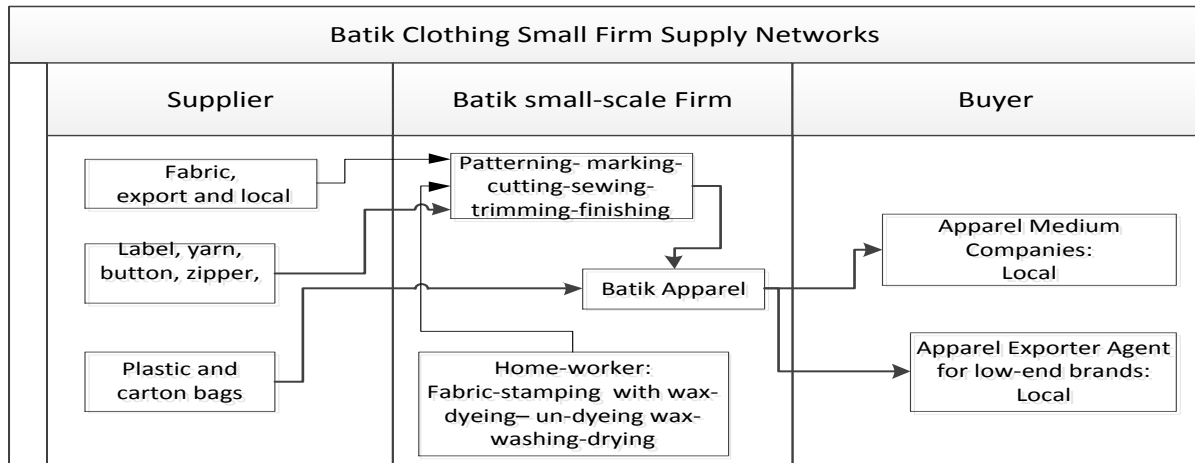 Batik Clothing Small Firm Supply Networks
Supplier
Batik small-scale Firm
Buyer
Fabric,
export and local
Label, yarn,
button, zipper,
Plastic and
carton bags
Patterning- marking-
cutting-sewing-
trimming-finishing
Batik Apparel
Home-worker:
Fabric-stamping with wax-
dyeing– un-dyeing wax-
washing-drying
Apparel Medium
Companies:
Local
Apparel Exporter Agent
for low-end brands:
Local